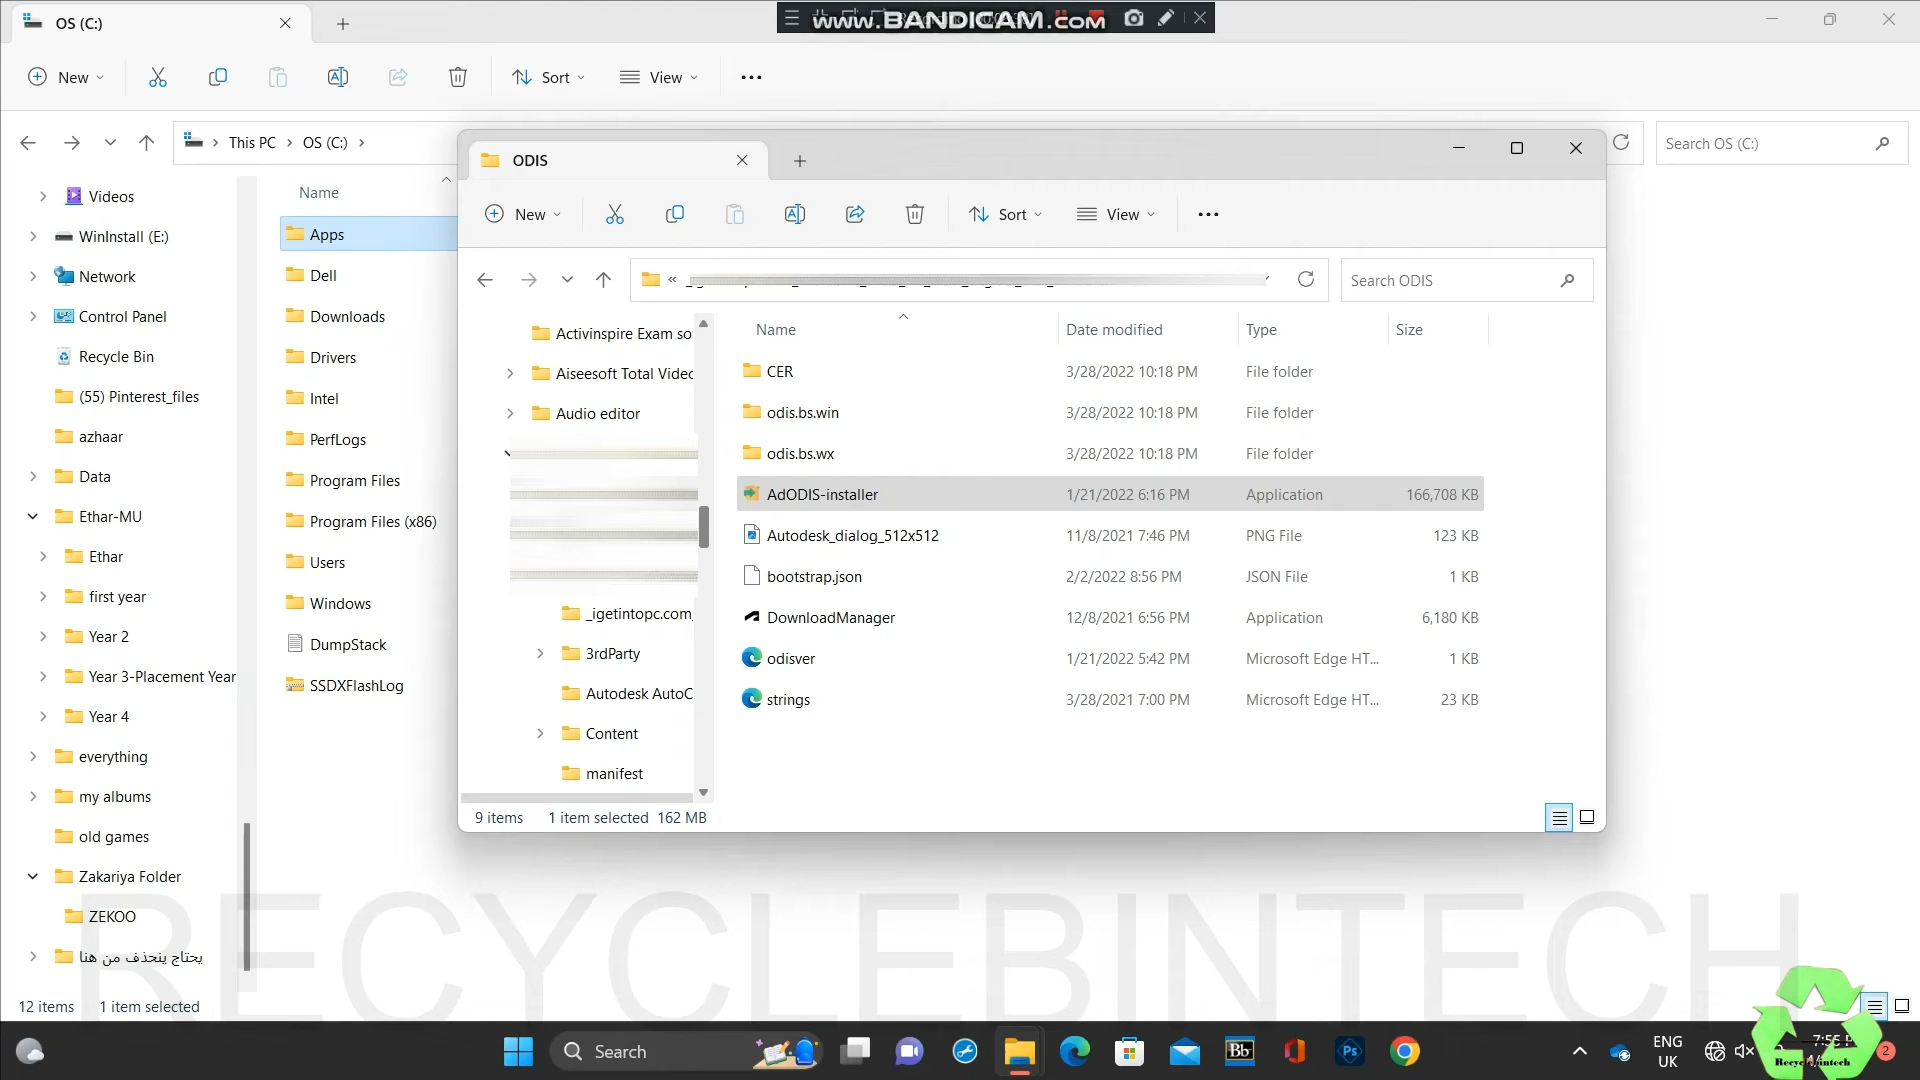 OS (C:)
www.BANDICAM.com
New
Sort
View
This PC
OS (C:)
Search OS (C:)
ODIS
New
Sort
View
Search ODIS
Videos
WinInstall (E:)
Network
Control Panel
Recycle Bin
(55) Pinterest_files
azhaar
Data
Ethar-MU
Ethar
first year
Year 2
Year 3-Placement Year
Year 4
everything
my albums
old games
Zakariya Folder
ZEKOO
يحتاج ينحذف من هنا
12 items 1 item selected
Name
Apps
Dell
Downloads
Drivers
Intel
PerfLogs
Program Files
Program Files (x86)
Users
Windows
DumpStack
SSDXFlashLog
Activinspire Exam so
Aiseesoft Total Videc
Audio editor
_igetintopc.com_
3rdParty
Autodesk AutoC
Content
manifest
Name Date modified Type Size
CER 3/28/2022 10:18 PM File folder
odis.bs.win 3/28/2022 10:18 PM File folder
odis.bs.wx 3/28/2022 10:18 PM File folder
AdODIS-installer 1/21/2022 6:16 PM Application 166,708 KB
Autodesk_dialog_512x512 11/8/2021 7:46 PM PNG File 123 KB
bootstrap.json 2/2/2022 8:56 PM JSON File 1 KB
DownloadManager 12/8/2021 6:56 PM Application 6,180 KB
odisver 1/21/2022 5:42 PM Microsoft Edge HT... 1 KB
strings 3/28/2021 7:00 PM Microsoft Edge HT... 23 KB
9 items 1 item selected 162 MB
RECYCLEBINTECH
Search
Bb
Ps
ENG
UK
7:55
Recyclebintech
2